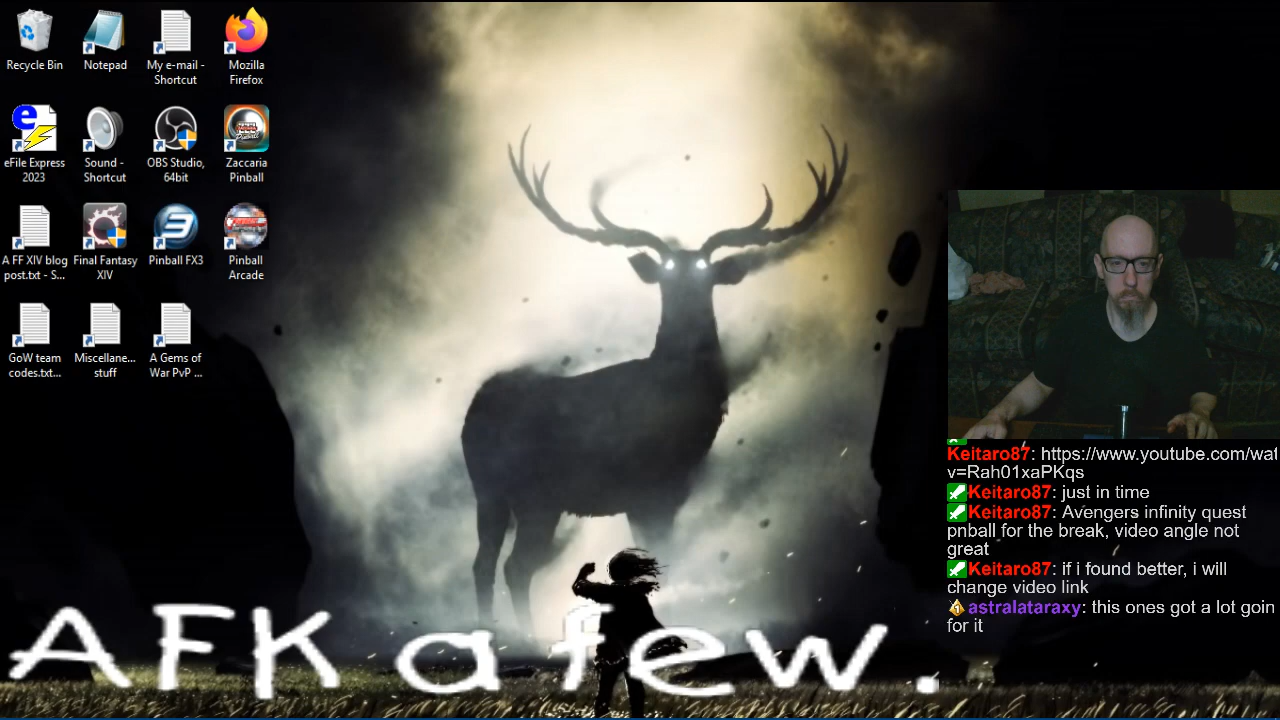 Recycle Bin
Notepad
My e-mail -
Shortcut
Mozilla
Firefox
eFile Express
2023
Sound -
Shortcut
OBS Studio,
64bit
Zaccaria
Pinball
A FF XIV blog
post.txt - S...
Final Fantasy
XIV
Pinball FX3
Pinball
Arcade
GoW team
codes.txt...
Miscellane...
stuff
A Gems of
War PvP ...
AFK a few.
Keitaro87: https://www.youtube.com/wat
v=Rah01xaPKqs
Keitaro87: just in time
Keitaro87: Avengers infinity quest
pnball for the break, video angle not
great
Keitaro87: if i found better, i will
change video link
astralataraxy: this ones got a lot goin
for it